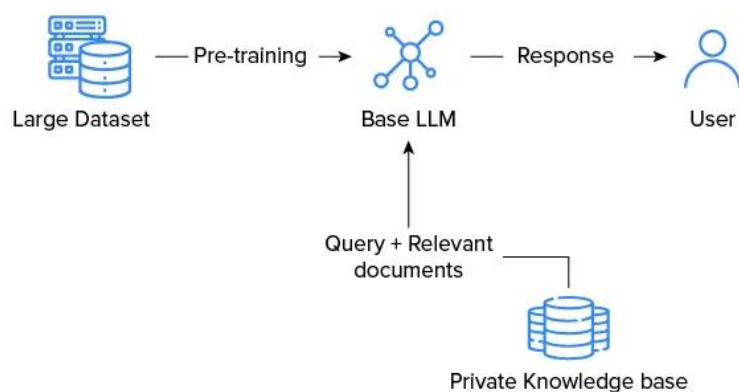 Pre-training
Response
Large Dataset
Base LLM
User
Query + Relevant
documents
Private Knowledge base